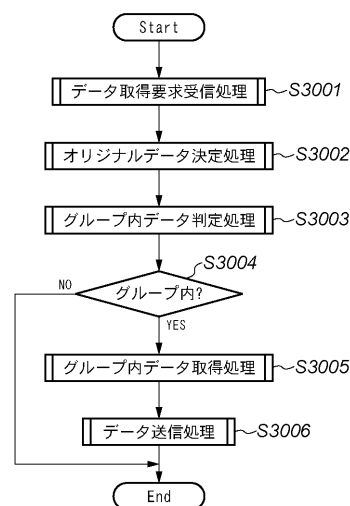 Start
データ取得要求受信処理 S3001
オリジナルデータ決定処理 S3002
グループ内データ判定処理 S3003
S3004
グループ内?
NO
YES
グループ内データ取得処理 S3005
データ送信処理 S3006
End